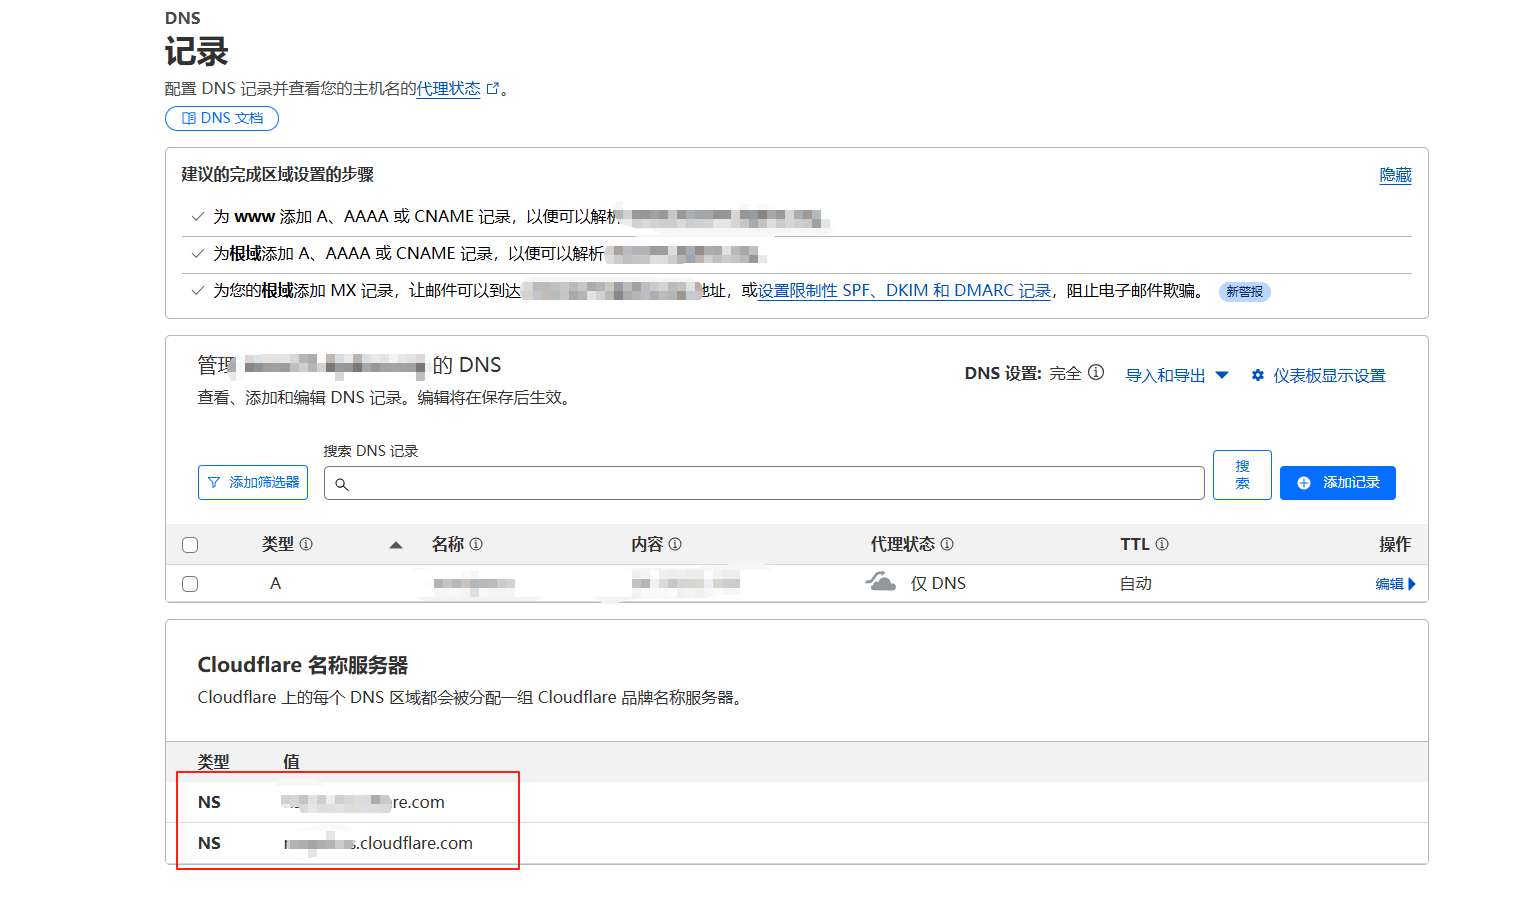 DNS
记录
配置 DNS 记录并查看您的主机名的代理状态。
DNS 文档
建议的完成区域设置的步骤
隐藏
为 www 添加 A、AAAA 或 CNAME 记录，以便可以解析
为根域添加 A、AAAA 或 CNAME 记录，以便可以解析
为您的根域添加 MX 记录，让邮件可以到达 地址，或设置限制性 SPF、DKIM 和 DMARC 记录，阻止电子邮件欺骗。 新警报
管理 的 DNS
DNS 设置: 完全 导入和导出 仪表板显示设置
查看、添加和编辑 DNS 记录。编辑将在保存后生效。
搜索 DNS 记录
添加筛选器
搜索
添加记录
类型 名称 内容 代理状态 TTL 操作
A 仅 DNS 自动 编辑
Cloudflare 名称服务器
Cloudflare 上的每个 DNS 区域都会被分配一组 Cloudflare 品牌名称服务器。
类型 值
NS re.com
NS s.cloudflare.com